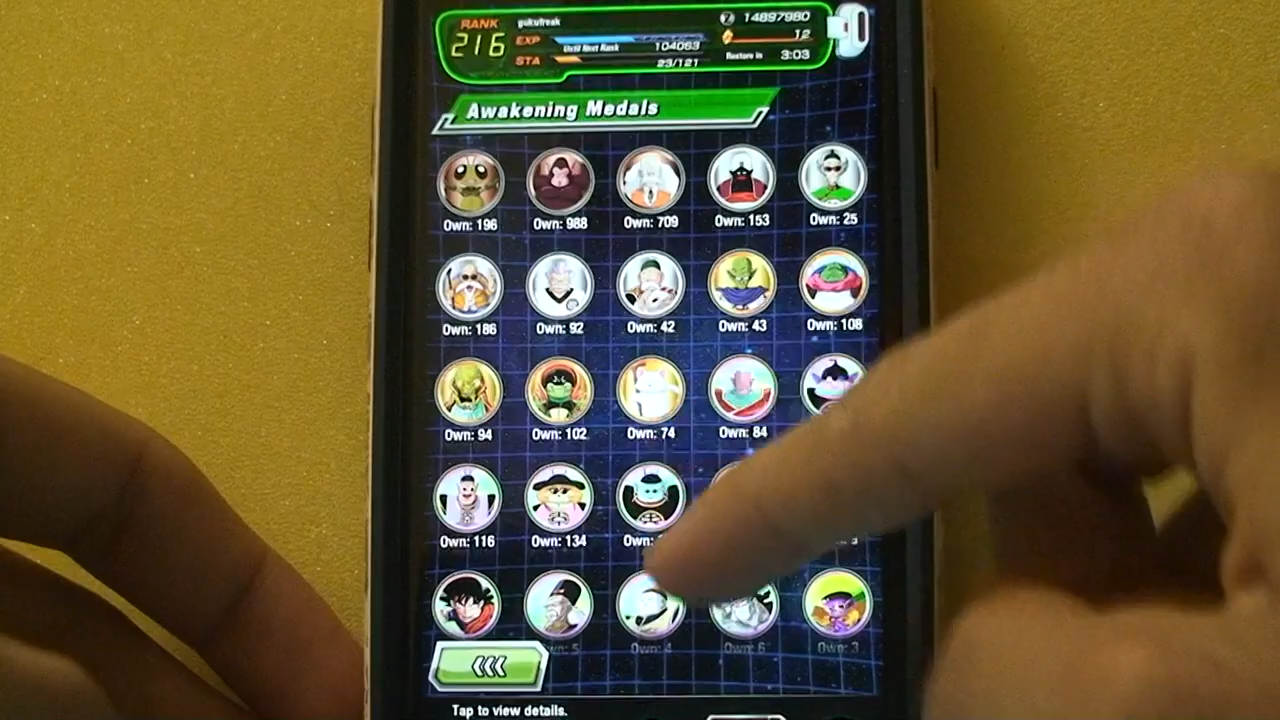 RANK
216
gukufreak
14897980
EXP
Until Next Rank
104063
12
STA
23/121
Restore in
3:03
Awakening Medals
Own: 196 Own: 988 Own: 709 Own: 153 Own: 25
Own: 186 Own: 92 Own: 42 Own: 43 Own: 108
Own: 94 Own: 102 Own: 74 Own: 84
Own: 116 Own: 134 Own:
Own: 4 Own: 6 Own: 3
Tap to view details.